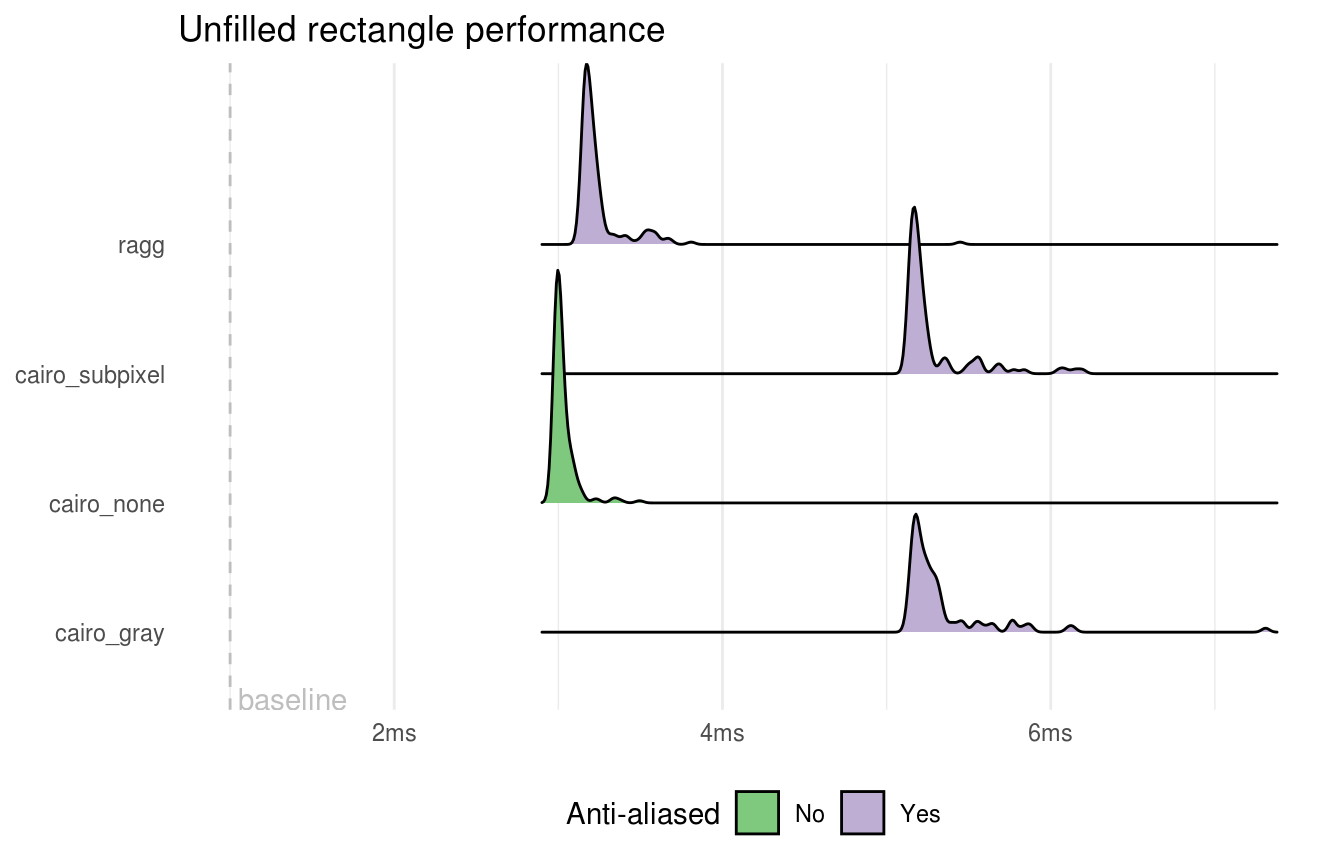 Unfilled rectangle performance
ragg
cairo_subpixel
cairo_none
cairo_gray
baseline
2ms 4ms 6ms
Anti-aliased No Yes